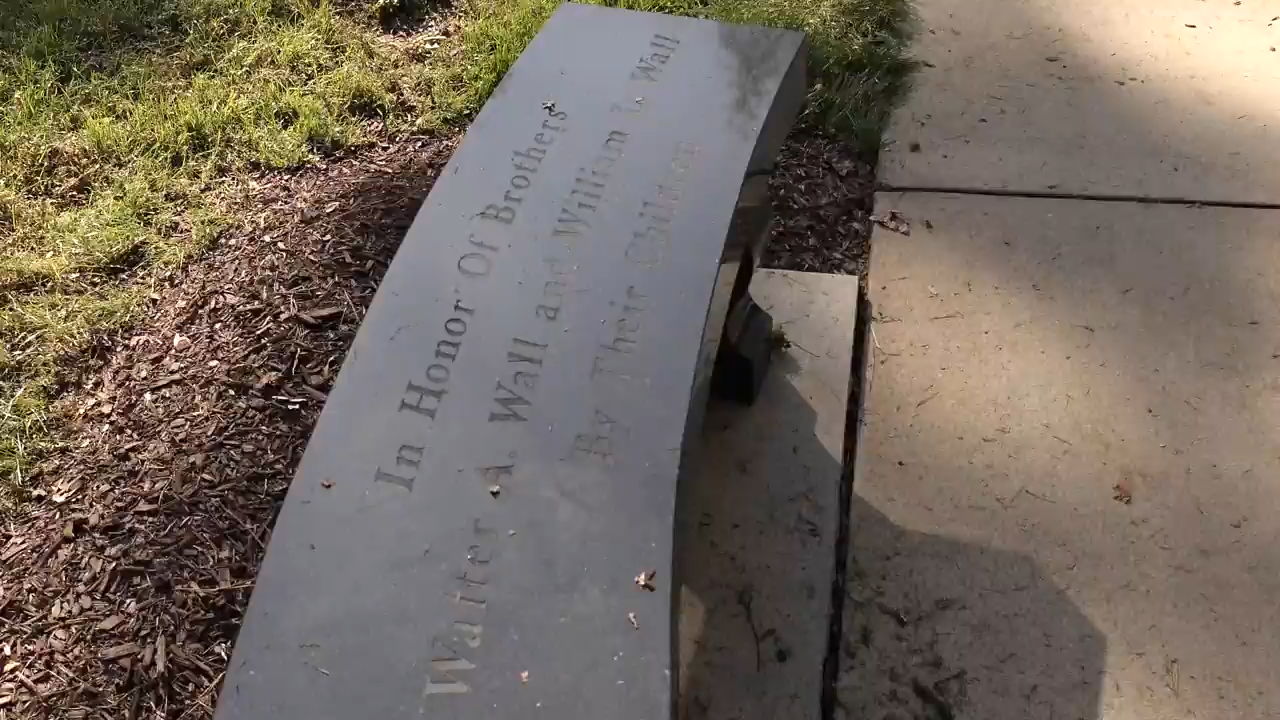 In Honor Of Brothers
Walter A. Wall and William L. Wall
By Their Children